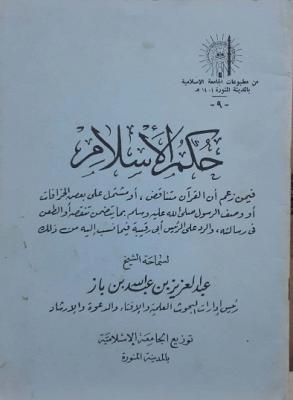 من مطبوعات الجامعة الإسلامية
بالمدينة المنورة ١٤٠١ هـ
- ٩ -
حكم الإسلام
فيمن زعم أن القرآن متناقض، أو مشتمل على بعض الخرافات
أو وصف الرسول صلى الله عليه وسلم بما يتضمن تنقصه أو الطعن
في رسالته، والرد على الرئيس أبي رقيبة فيما نسب إليه من ذلك
لسماحة الشيخ
عبد العزيز بن عبد الله بن باز
رئيس إدارات البحوث العلمية والإفتاء والدعوة والإرشاد
توزيع الجامعة الإسلامية
بالمدينة المنورة